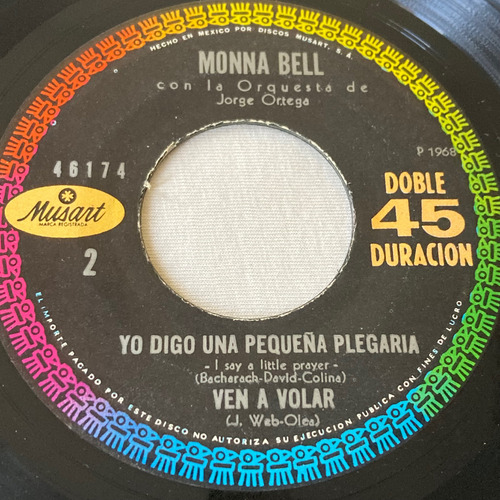 HECHO EN MEXICO POR DISCOS MUSART, S. A.
MONNA BELL
con la Orquesta de
Jorge Ortega
P 1968
46174
Musart
MARCA REGISTRADA
2
DOBLE
45
DURACION
YO DIGO UNA PEQUEÑA PLEGARIA
- I say a little prayer -
(Bacharach-David-Colina)
VEN A VOLAR
(J. Web-Olea)
EL IMPORTE PAGADO POR ESTE DISCO NO AUTORIZA SU EJECUCION PUBLICA CON FINES DE LUCRO